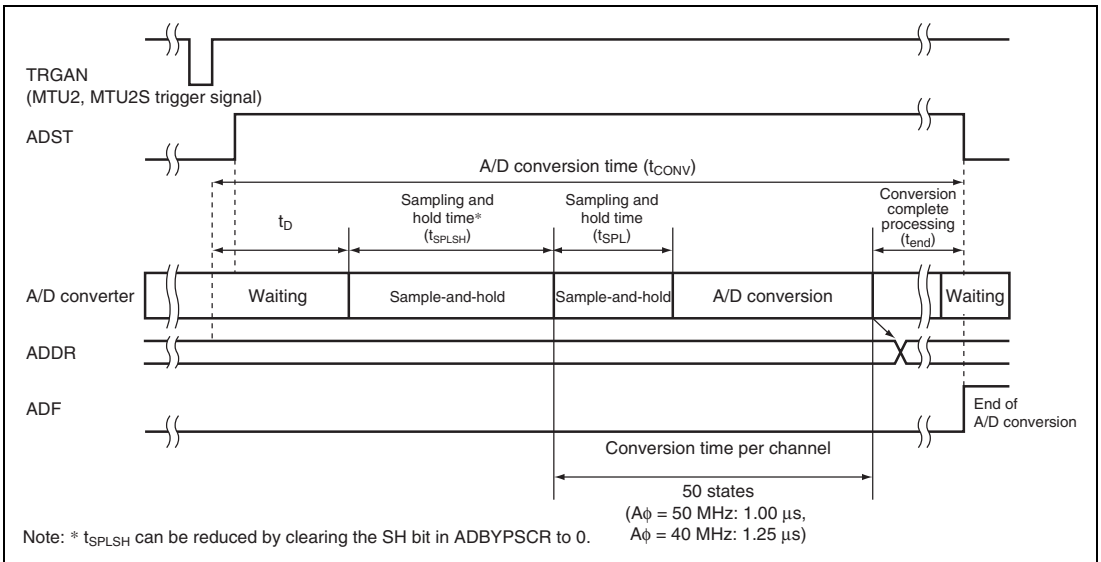 TRGAN
(MTU2, MTU2S trigger signal)
ADST
A/D conversion time (tCONV)
Sampling and
hold time*
(tSPLSH)
Sampling and
hold time
(tSPL)
Conversion
complete
processing
(tend)
tD
A/D converter
Waiting
Sample-and-hold
Sample-and-hold
A/D conversion
Waiting
ADDR
ADF
End of
A/D conversion
Conversion time per channel
50 states
(Aφ = 50 MHz: 1.00 μs,
Aφ = 40 MHz: 1.25 μs)
Note: * tSPLSH can be reduced by clearing the SH bit in ADBYPSCR to 0.